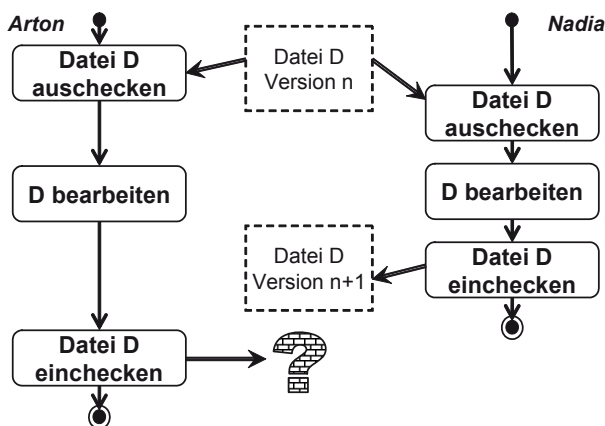 Arton
Nadia
Datei D
auschecken
Datei D
Version n
Datei D
auschecken
D bearbeiten
D bearbeiten
Datei D
Version n+1
Datei D
einchecken
Datei D
einchecken
?